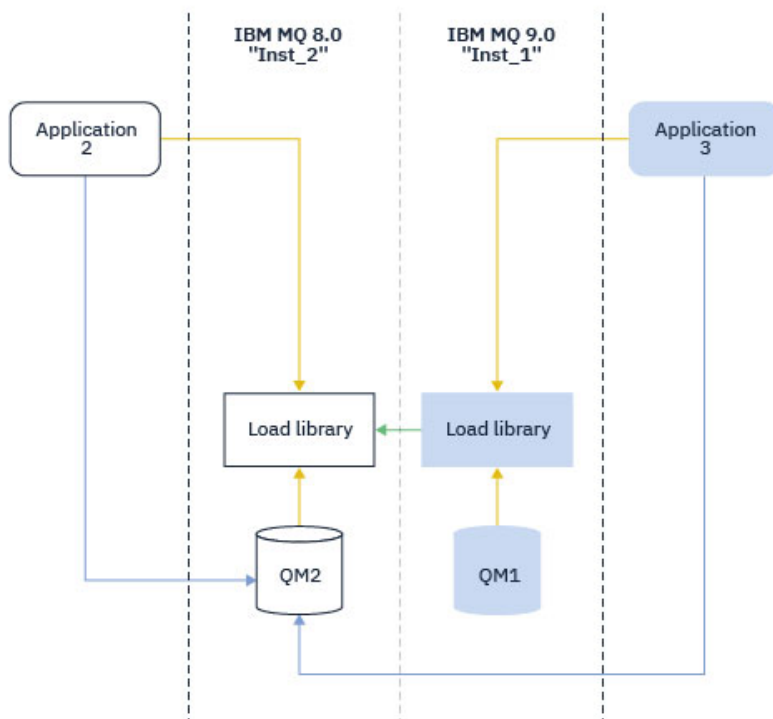 IBM MQ 8.0
"Inst_2"
IBM MQ 9.0
"Inst_1"
Application
2
Application
3
Load library
Load library
QM2
QM1